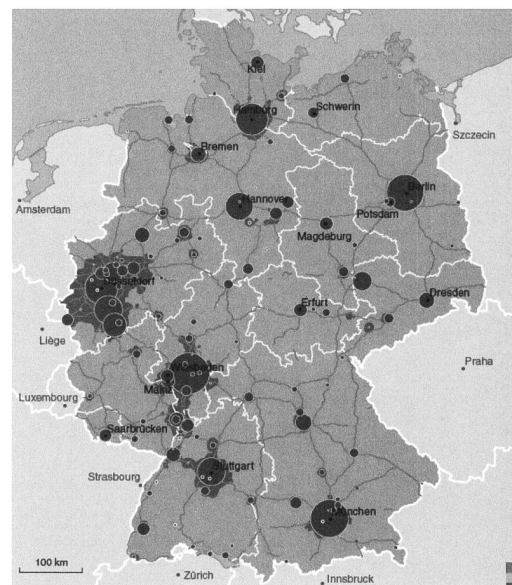 Kiel
Hamburg
Schwerin
Szczecin
Bremen
Berlin
Hannover
Potsdam
Amsterdam
Magdeburg
Düsseldorf
Erfurt
Dresden
Liège
Praha
Wiesbaden
Mainz
Luxembourg
Saarbrücken
Stuttgart
Strasbourg
München
100 km
Zürich
Innsbruck